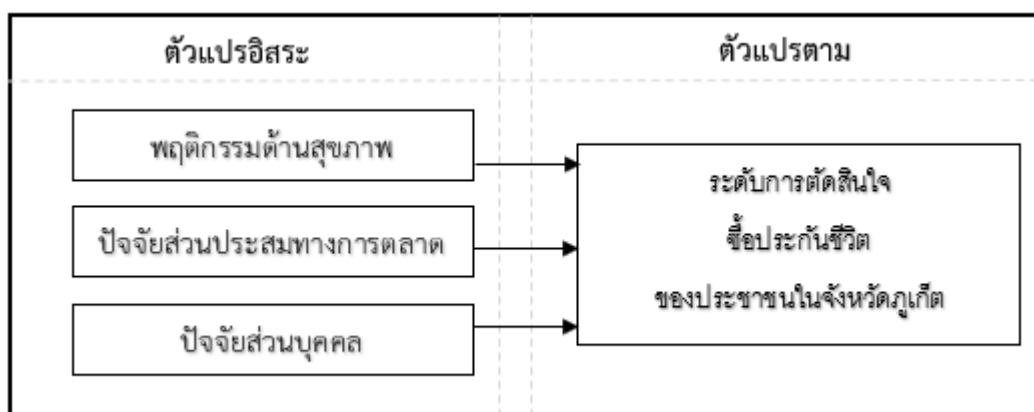 ตัวแปรอิสระ
ตัวแปรตาม
พฤติกรรมด้านสุขภาพ
ปัจจัยส่วนประสมทางการตลาด
ปัจจัยส่วนบุคคล
ระดับการตัดสินใจ
ซื้อประกันชีวิต
ของประชาชนในจังหวัดภูเก็ต